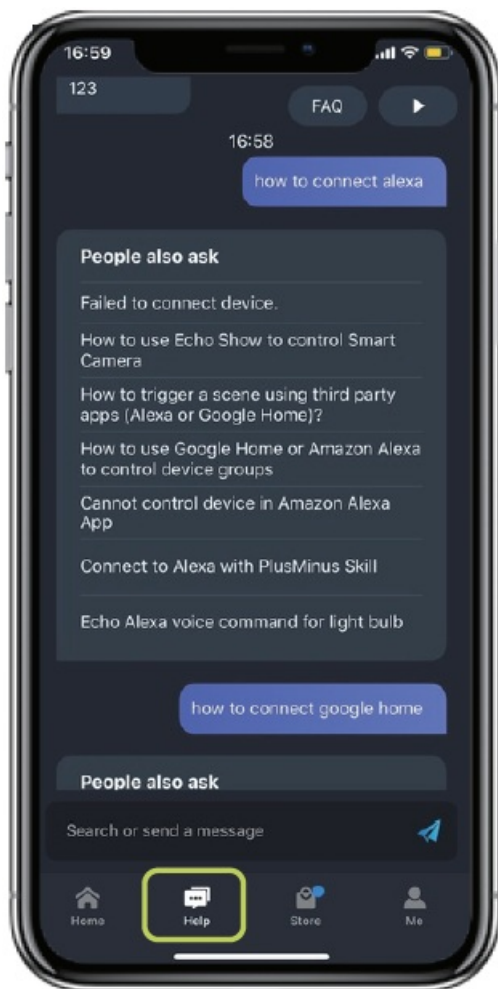 16:59
123
FAQ
16:58
how to connect alexa
People also ask
Failed to connect device.
How to use Echo Show to control Smart
Camera
How to trigger a scene using third party
apps (Alexa or Google Home)?
How to use Google Home or Amazon Alexa
to control device groups
Cannot control device in Amazon Alexa
App
Connect to Alexa with PlusMinus Skill
Echo Alexa voice command for light bulb
how to connect google home
People also ask
Search or send a message
Home
Help
Store
Me